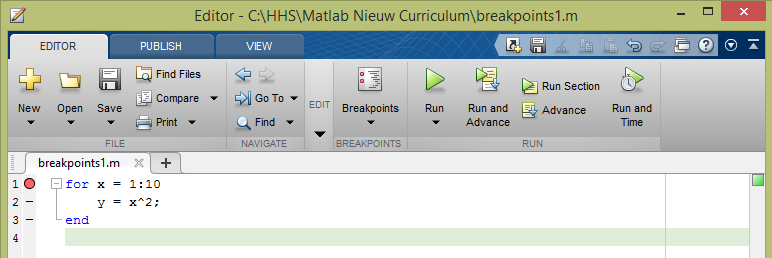 Editor - C:\HHS\Matlab Nieuw Curriculum\breakpoints1.m
EDITOR PUBLISH VIEW
New Open Save Find Files Compare Print Go To Find EDIT Breakpoints Run Run and Advance Run Section Advance Run and Time
FILE NAVIGATE BREAKPOINTS RUN
breakpoints1.m
1 for x = 1:10
2 y = x^2;
3 end
4